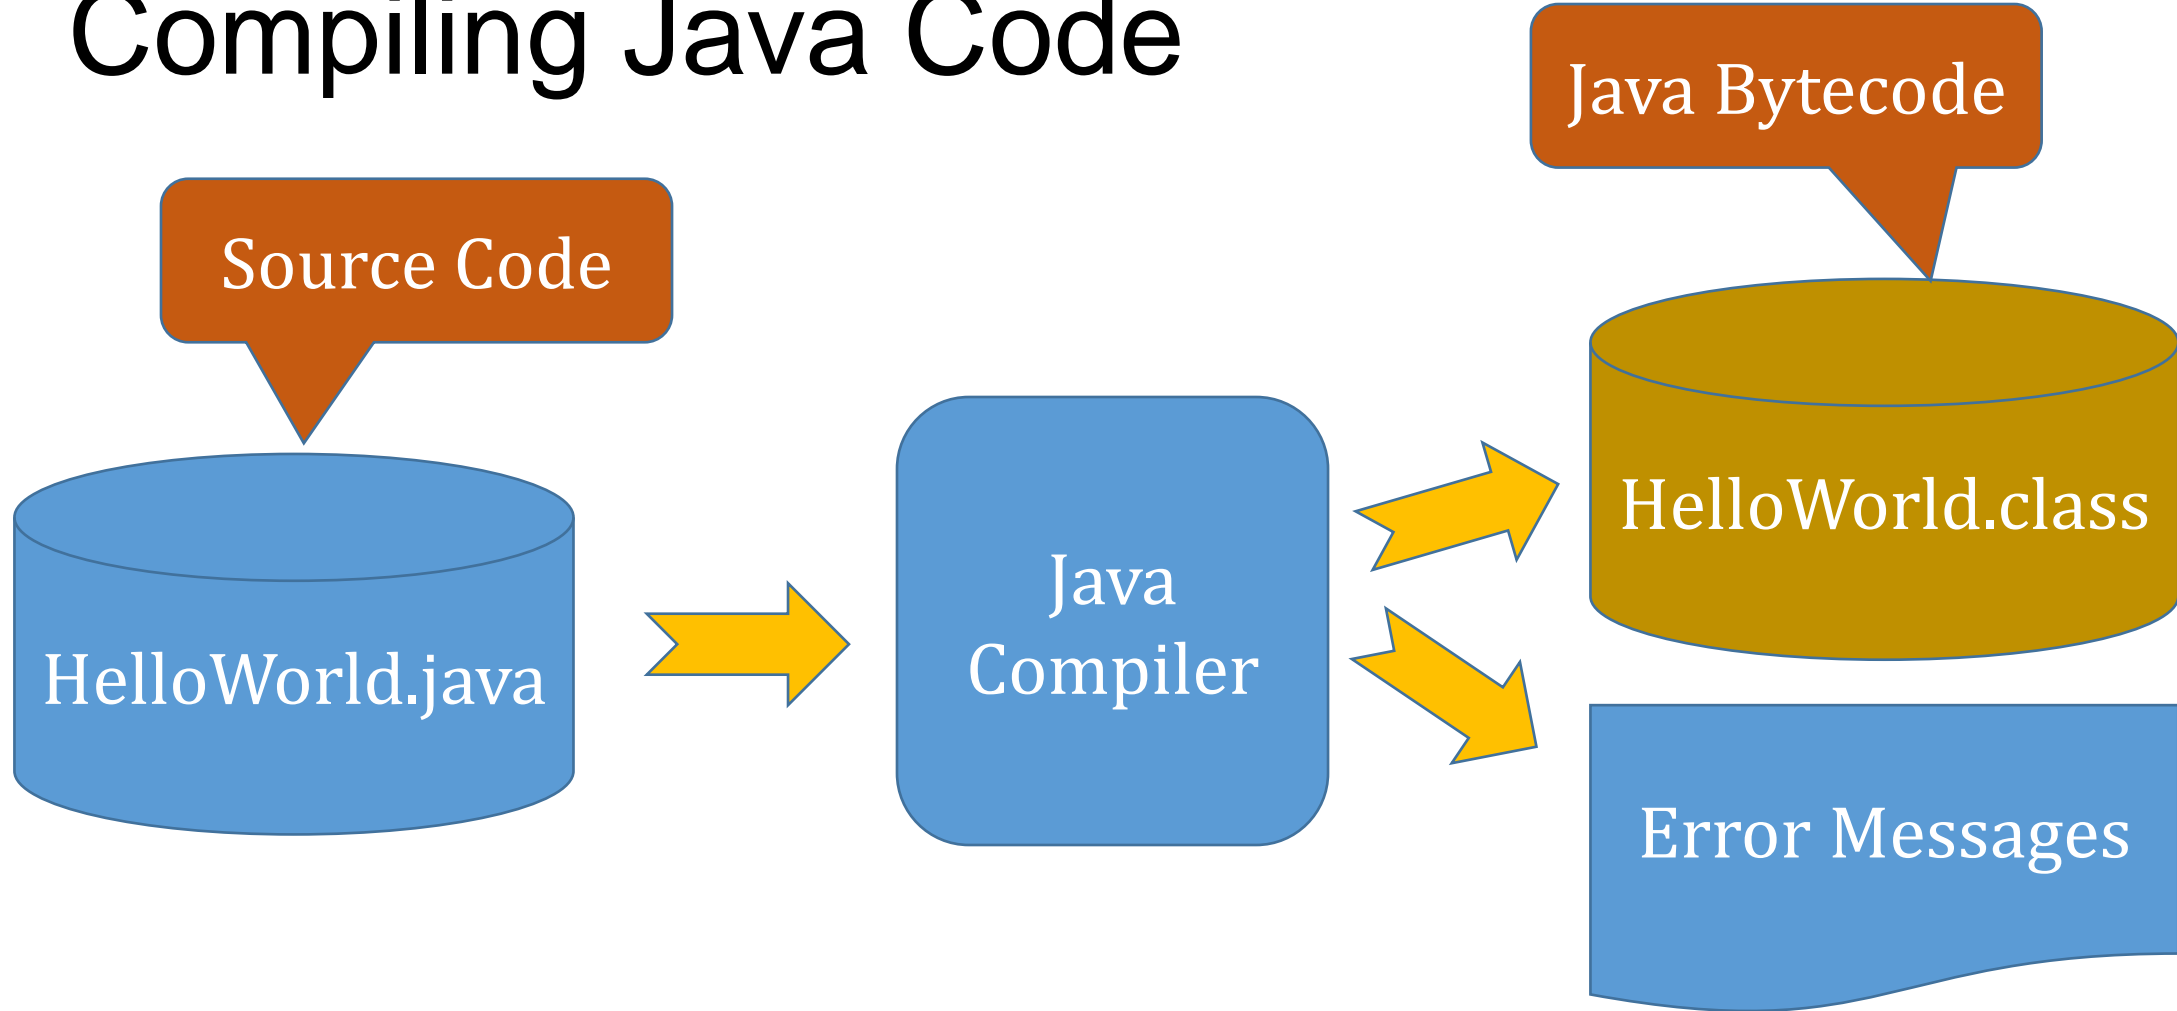 Compiling Java Code
Java Bytecode
Source Code
HelloWorld.class
Java
Compiler
HelloWorld.java
Error Messages